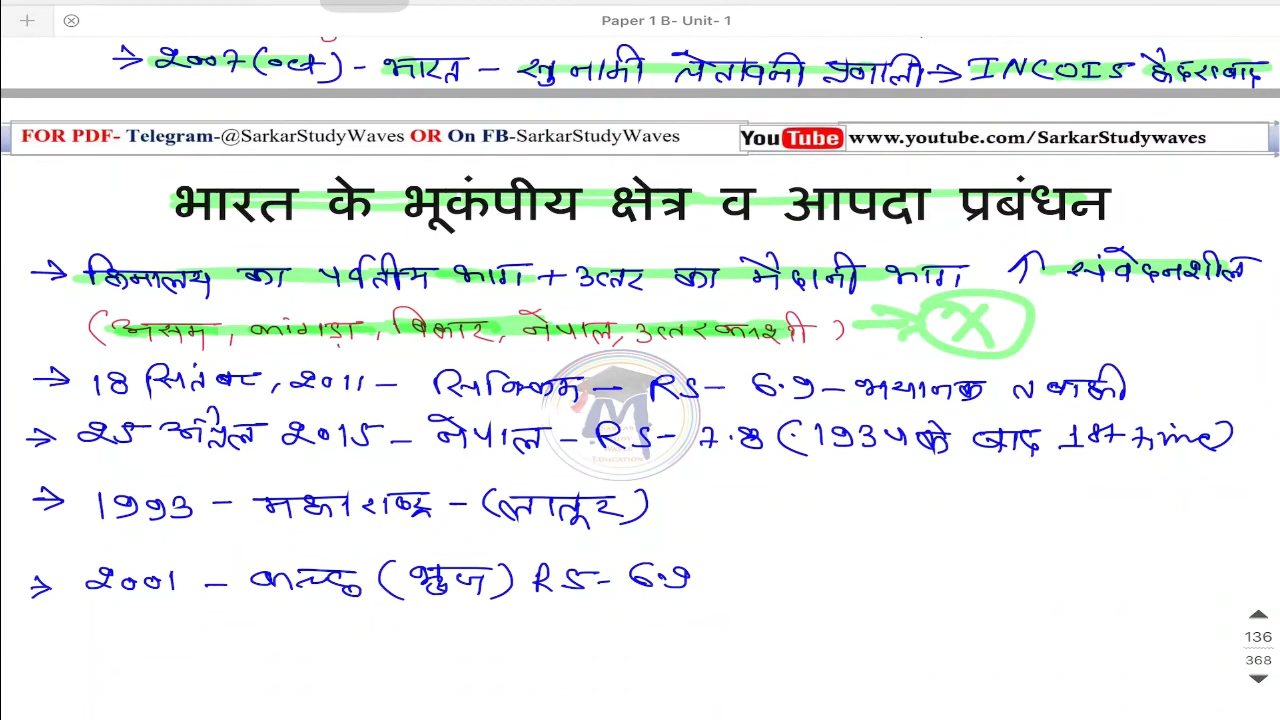 Paper 1 B- Unit- 1
→ 2007 (oct) - भारत - सुनामी चेतावनी प्रणाली → INCOIS हैदराबाद
FOR PDF- Telegram-@SarkarStudyWaves OR On FB-SarkarStudyWaves YouTube www.youtube.com/SarkarStudywaves
भारत के भूकंपीय क्षेत्र व आपदा प्रबंधन
→ हिमालय का पर्वतीय भाग + उत्तर का मैदानी भाग ↑ संवेदनशील
(असम, कांगड़ा, बिहार, नेपाल, उत्तरकाशी) → X
→ 18 सितंबर, 2011 - सिक्किम - RS - 6.9 - भयानक तबाही
→ 25 अप्रैल 2015 - नेपाल - RS - 7.8 (1934 के बाद 1st time)
→ 1993 - महाराष्ट्र - (लातूर)
→ 2001 - कच्छ (भुज) RS - 6.9
EDUCATION
136
368